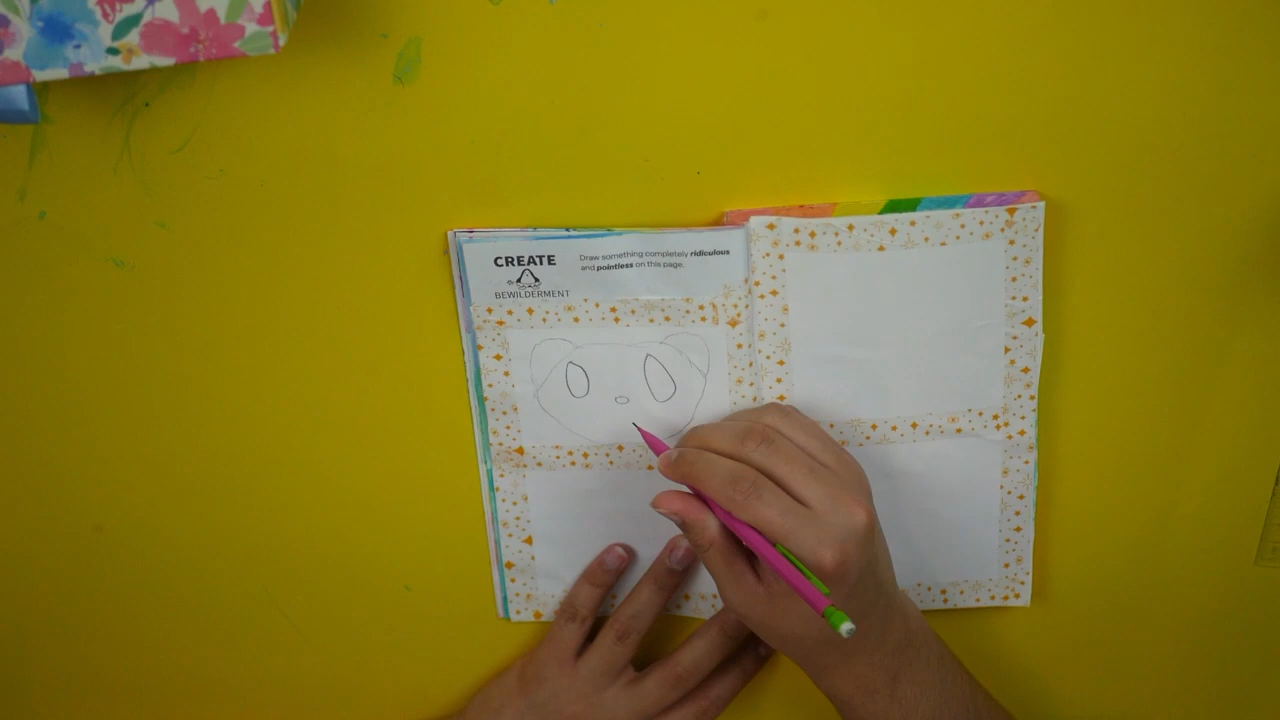 CREATE
BEWILDERMENT
Draw something completely ridiculous
and pointless on this page.